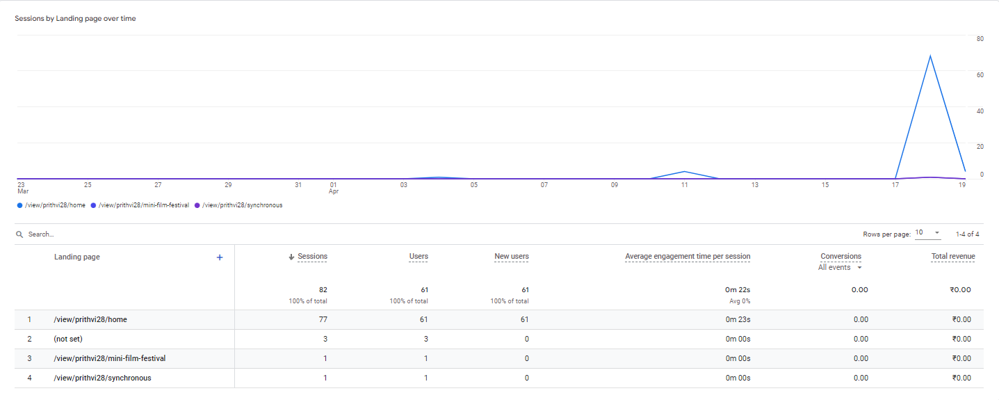 Sessions by Landing page over time
80
60
40
20
0
23 25 27 29 31 01 03 05 07 09 11 13 15 17 19
Mar Apr
/view/prithvi28/home /view/prithvi28/mini-film-festival /view/prithvi28/synchronous
Search... Rows per page: 10 1-4 of 4
Landing page + Sessions Users New users Average engagement time per session Conversions Total revenue
All events
82 61 61 0m 22s 0.00 ₹0.00
100% of total 100% of total 100% of total Avg 0%
1 /view/prithvi28/home 77 61 61 0m 23s 0.00 ₹0.00
2 (not set) 3 3 0 0m 00s 0.00 ₹0.00
3 /view/prithvi28/mini-film-festival 1 1 0 0m 00s 0.00 ₹0.00
4 /view/prithvi28/synchronous 1 1 0 0m 00s 0.00 ₹0.00